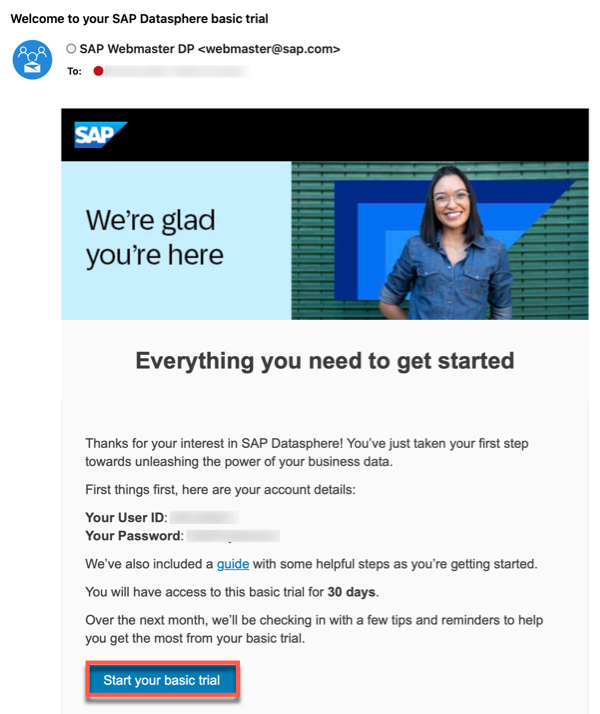 Welcome to your SAP Datasphere basic trial
SAP Webmaster DP <webmaster@sap.com>
To:
SAP
We're glad
you're here
Everything you need to get started
Thanks for your interest in SAP Datasphere! You've just taken your first step
towards unleashing the power of your business data.
First things first, here are your account details:
Your User ID:
Your Password:
We've also included a guide with some helpful steps as you're getting started.
You will have access to this basic trial for 30 days.
Over the next month, we'll be checking in with a few tips and reminders to help
you get the most from your basic trial.
Start your basic trial